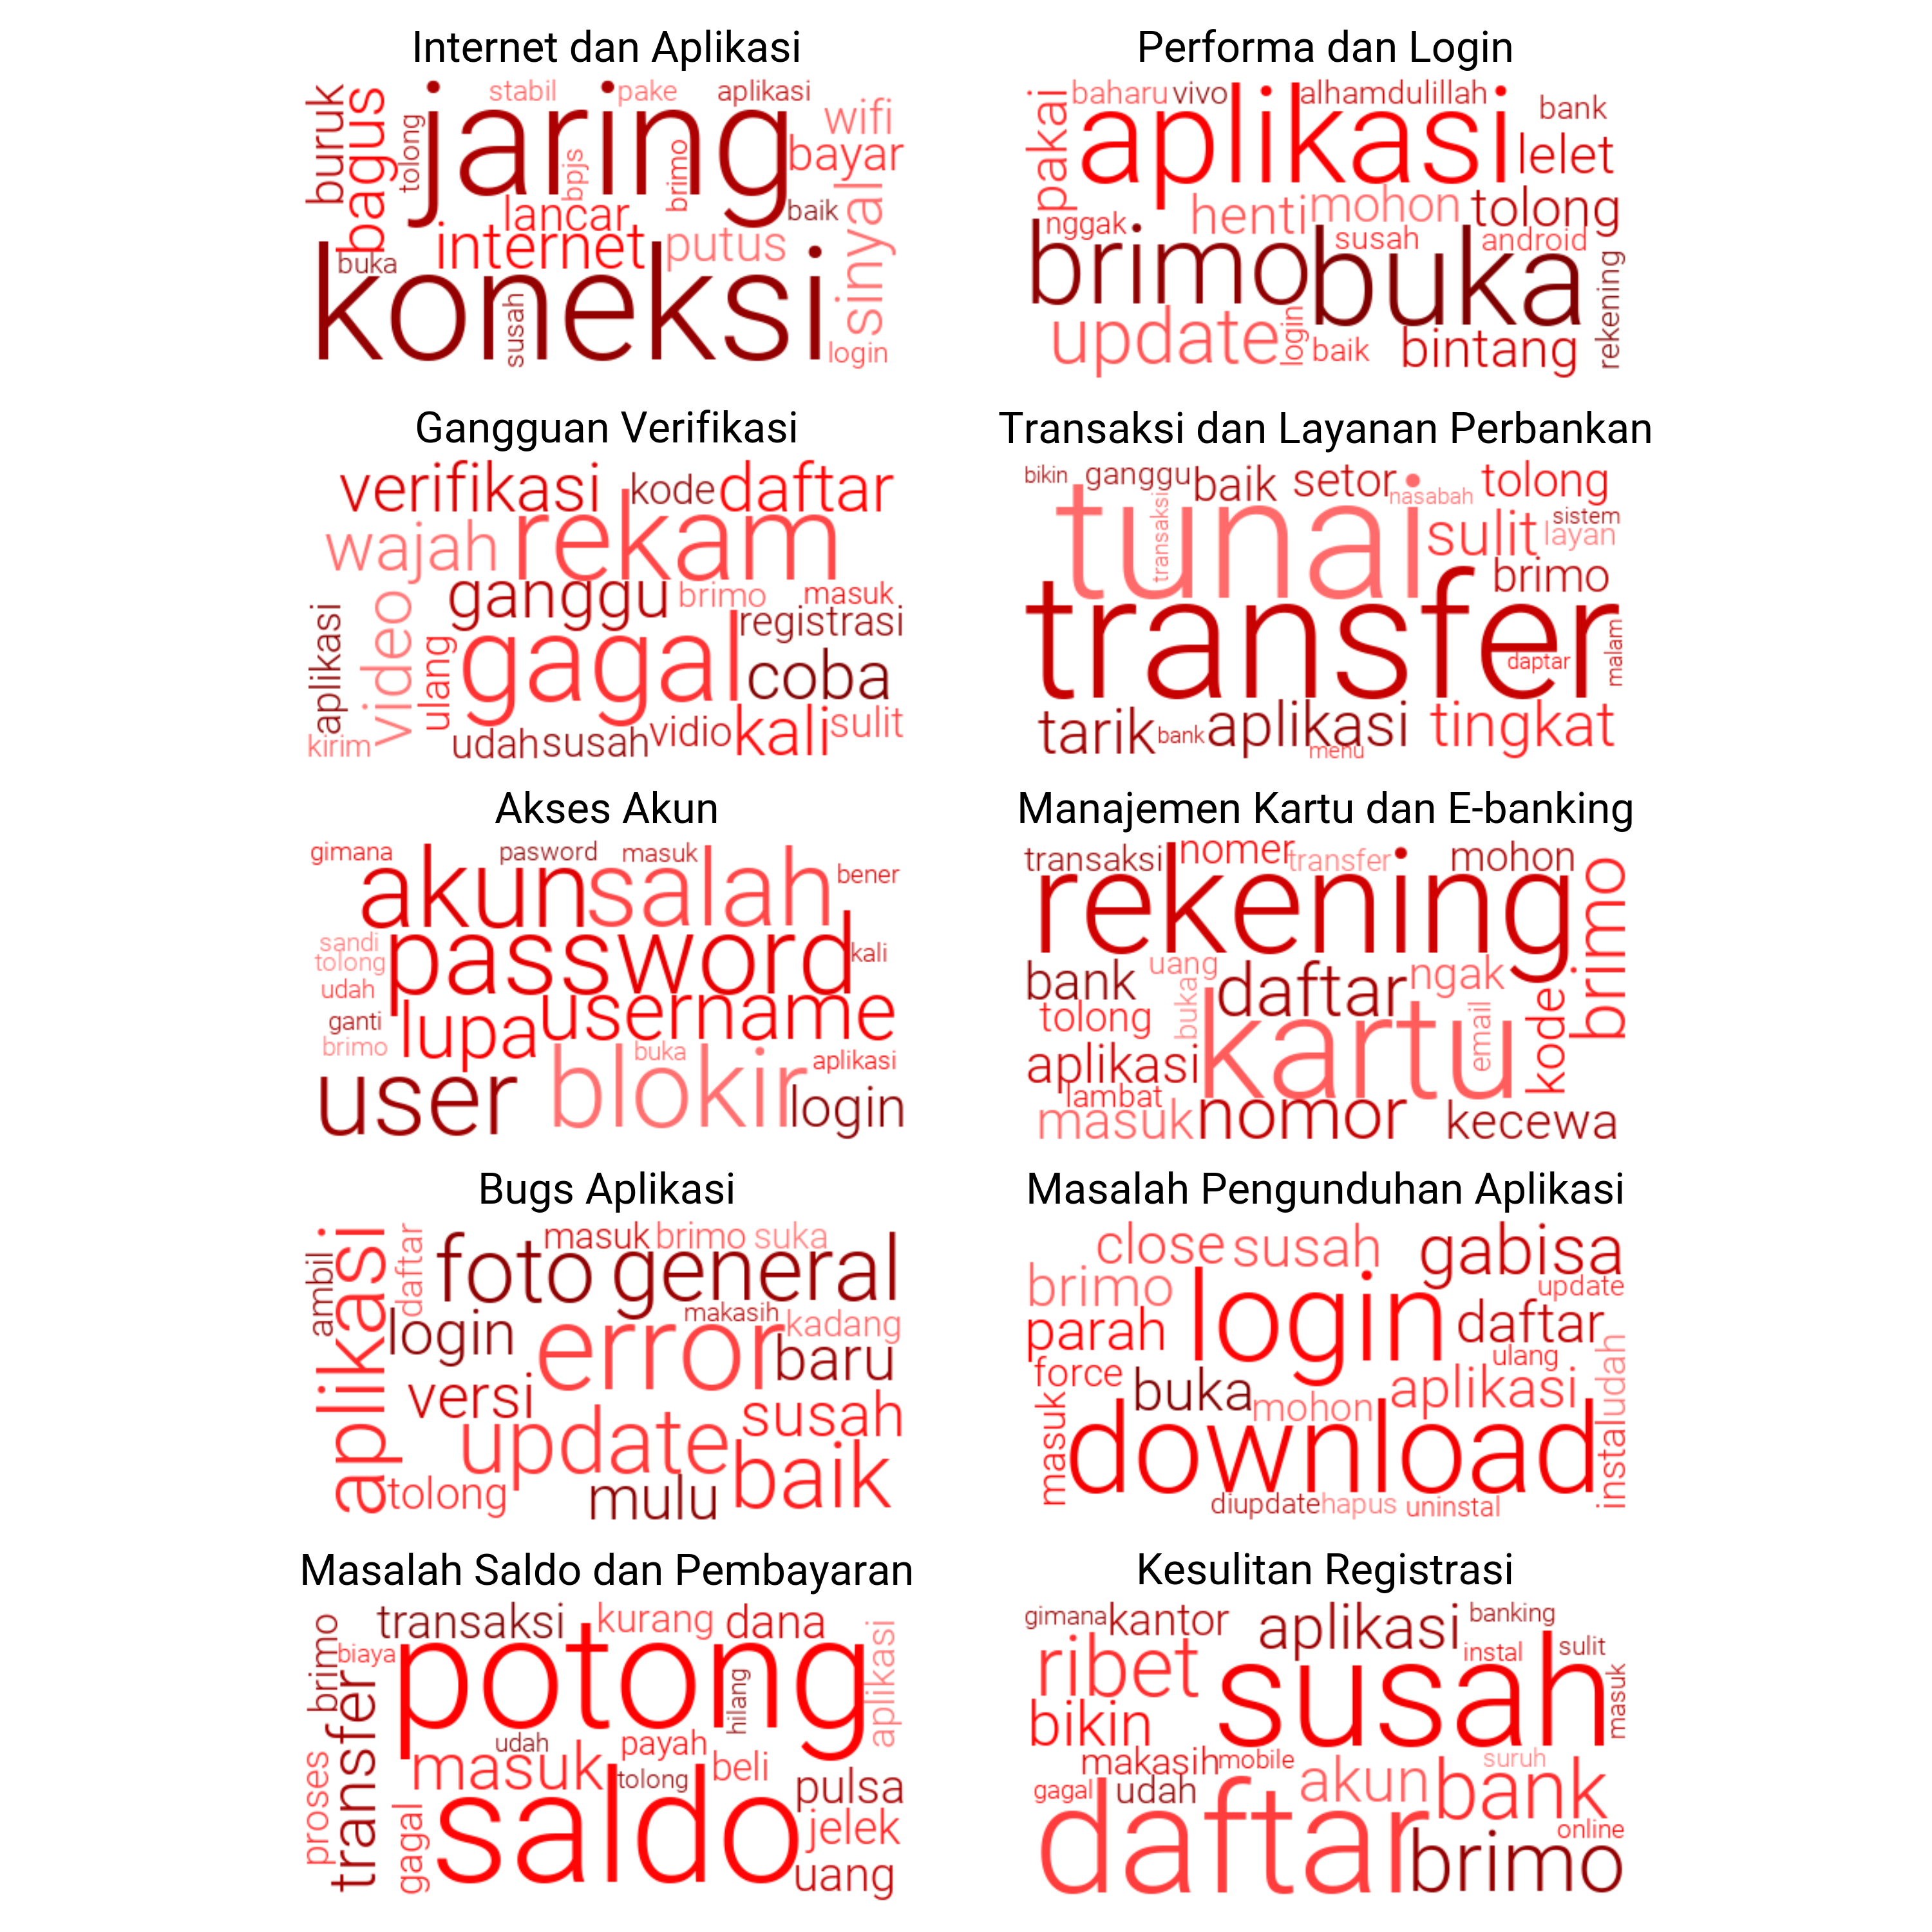 Internet dan Aplikasi
stabil pake aplikasi
buruk bagus tolong jaring wifi
bpjs brimo bayar
lancar baik sinyal
internet putus
buka
koneksi
susah login
Performa dan Login
baharu vivo alhamdulillah bank
pakai aplikasi lelet
henti mohon tolong
nggak susah android
brimo buka rekening
update login baik bintang
Gangguan Verifikasi
verifikasi kode daftar
wajah rekam
ganggu brimo masuk
registrasi
aplikasi video ulang gagal coba
kirim udah susah vidio kali sulit
Transaksi dan Layanan Perbankan
bikin ganggu baik setor nasabah tolong
tunai transaksi sulit sistem
layan
brimo
transfer daptar malam
tarik bank aplikasi tingkat
menu
Akses Akun
gimana pasword masuk
akun salah bener
sandi password kali
tolong
udah username
ganti lupa
brimo buka aplikasi
user blokir login
Manajemen Kartu dan E-banking
transaksi nomer transfer mohon
rekening brimo
bank uang daftar ngak
tolong buka kartu email kode
aplikasi
lambat
masuk nomor kecewa
Bugs Aplikasi
masuk brimo suka
ambil aplikasi daftar foto general
makasih kadang
login error baru
versi susah
update baik
tolong mulu
Masalah Pengunduhan Aplikasi
close susah gabisa
brimo update
parah login daftar
force ulang
buka mohon aplikasi udah
masuk download instal
diupdate hapus uninstal
Masalah Saldo dan Pembayaran
brimo transaksi kurang dana
biaya potong hilang aplikasi
udah payah
masuk tolong beli
proses transfer gagal saldo pulsa
jelek
uang
Kesulitan Registrasi
gimana kantor aplikasi banking
ribet instal sulit
bikin susah masuk
makasih mobile suruh
gagal udah akun bank
online
daftar brimo